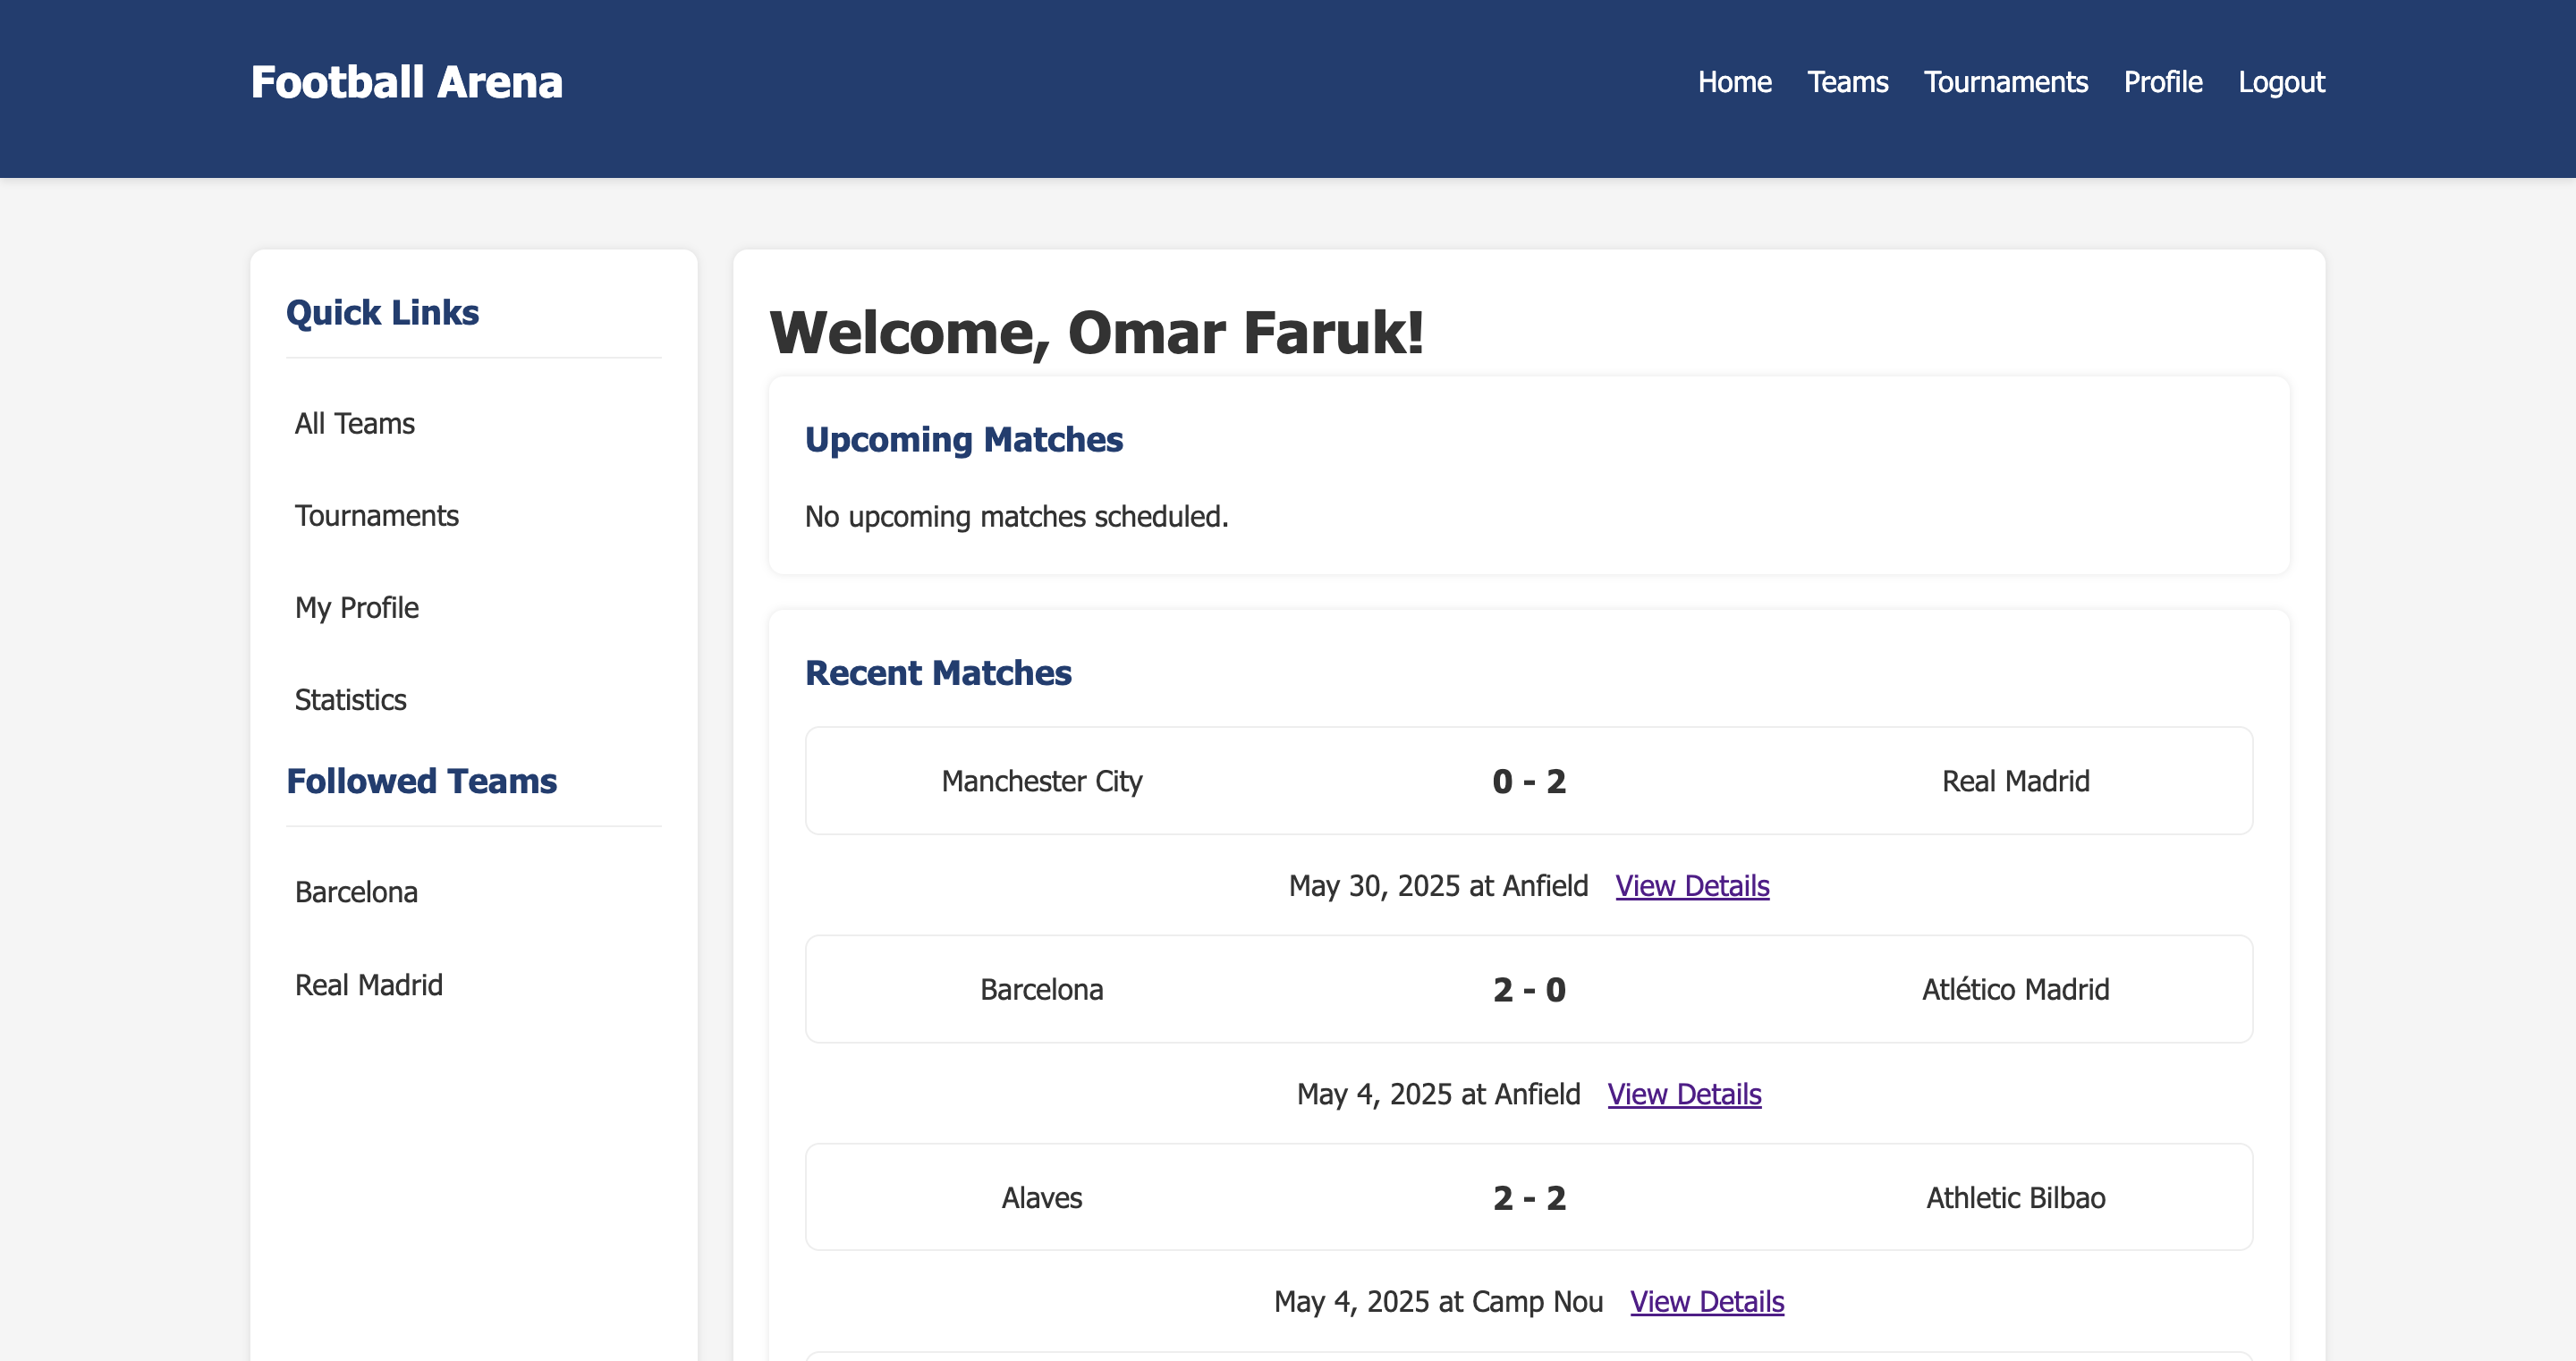 Football Arena
Home Teams Tournaments Profile Logout
Quick Links
All Teams
Tournaments
My Profile
Statistics
Followed Teams
Barcelona
Real Madrid
Welcome, Omar Faruk!
Upcoming Matches
No upcoming matches scheduled.
Recent Matches
Manchester City 0 - 2 Real Madrid
May 30, 2025 at Anfield View Details
Barcelona 2 - 0 Atlético Madrid
May 4, 2025 at Anfield View Details
Alaves 2 - 2 Athletic Bilbao
May 4, 2025 at Camp Nou View Details